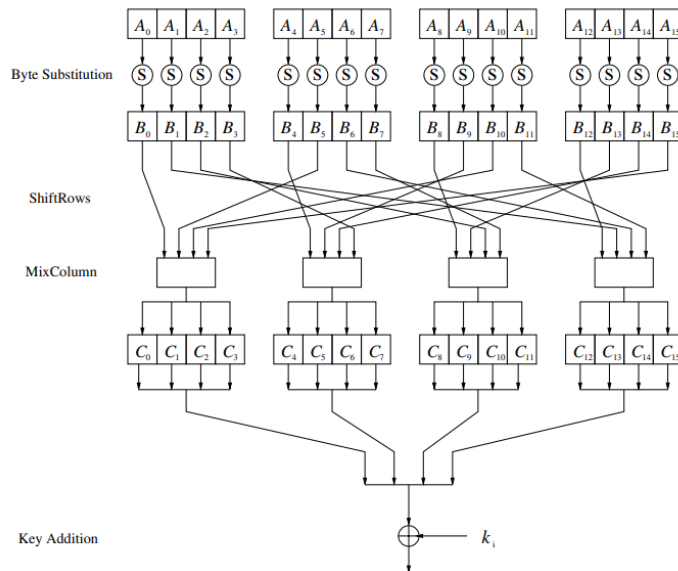 A₀ A₁ A₂ A₃ A₄ A₅ A₆ A₇ A₈ A₉ A₁₀ A₁₁ A₁₂ A₁₃ A₁₄ A₁₅
Byte Substitution S S S S S S S S S S S S S S S S
B₀ B₁ B₂ B₃ B₄ B₅ B₆ B₇ B₈ B₉ B₁₀ B₁₁ B₁₂ B₁₃ B₁₄ B₁₅
ShiftRows
MixColumn
C₀ C₁ C₂ C₃ C₄ C₅ C₆ C₇ C₈ C₉ C₁₀ C₁₁ C₁₂ C₁₃ C₁₄ C₁₅
Key Addition kᵢ